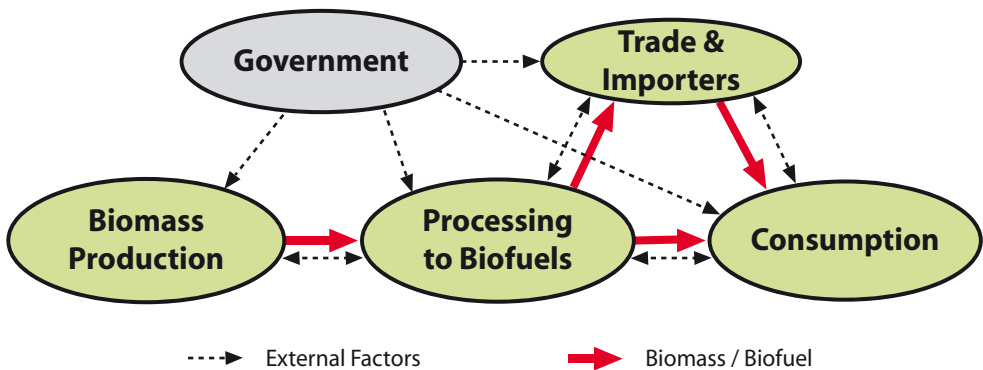 Government
Trade &
Importers
Biomass
Production
Processing
to Biofuels
Consumption
External Factors
Biomass / Biofuel